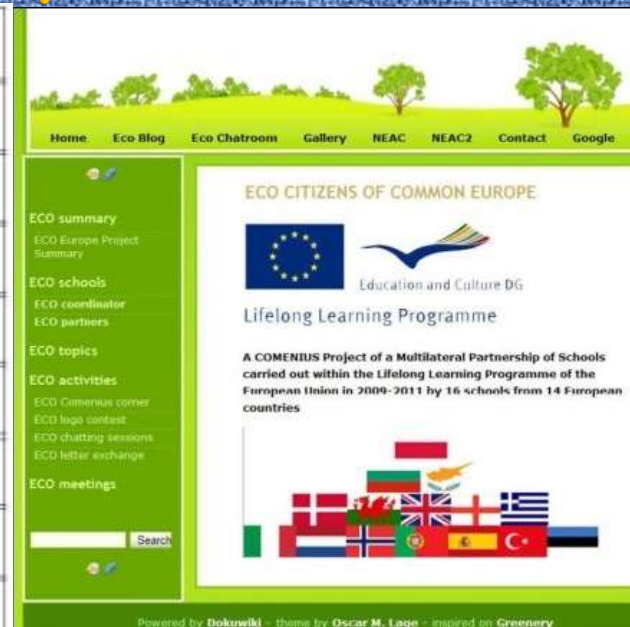 Home Eco Blog Eco Chatroom Gallery NEAC NEAC2 Contact Google
ECO summary
ECO Europe Project
Summary
ECO schools
ECO coordinator
ECO partners
ECO topics
ECO activities
ECO Comenius corner
ECO logo contest
ECO chatting sessions
ECO letter exchange
ECO meetings
Search
ECO CITIZENS OF COMMON EUROPE
Education and Culture DG
Lifelong Learning Programme
A COMENIUS Project of a Multilateral Partnership of Schools
carried out within the Lifelong Learning Programme of the
European Union in 2009-2011 by 16 schools from 14 European
countries
Powered by Dokuwiki - theme by Oscar M. Lage - inspired on Greenery